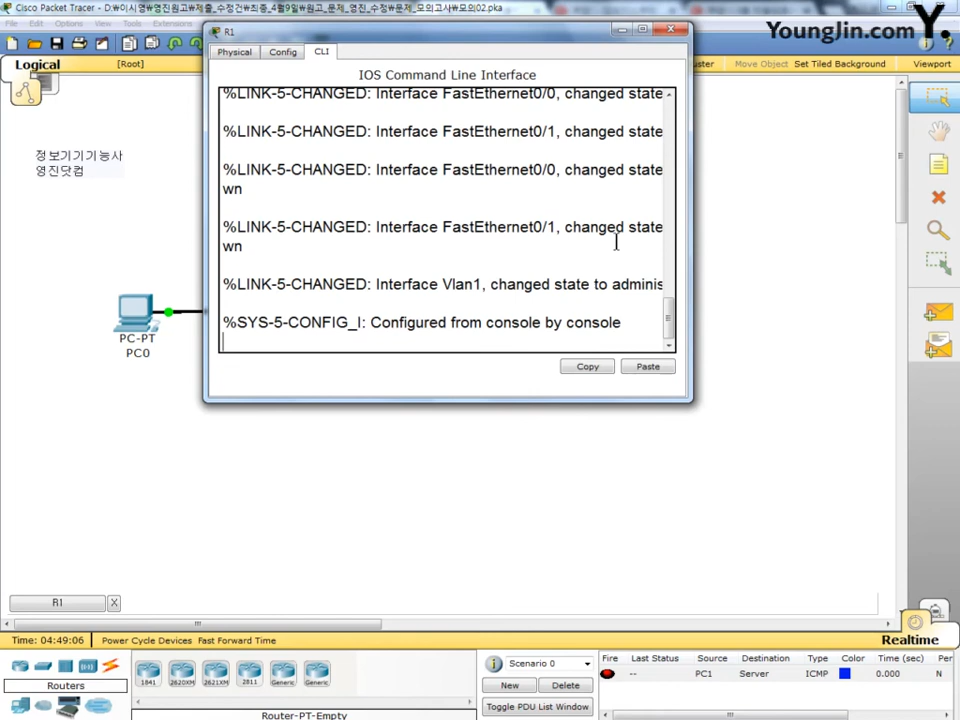 Cisco Packet Tracer - D:₩이시영₩영진원고₩제출_수정건₩최종_4월9일₩원고_문제_영진_수정₩문제_모의고사₩모의02.pka
YoungJin.com Y.
File Edit Options View Tools Extensions
Logical [Root] Move Object Set Tiled Background Viewport
R1
Physical Config CLI
IOS Command Line Interface
%LINK-5-CHANGED: Interface FastEthernet0/0, changed state
%LINK-5-CHANGED: Interface FastEthernet0/1, changed state
%LINK-5-CHANGED: Interface FastEthernet0/0, changed state
wn
%LINK-5-CHANGED: Interface FastEthernet0/1, changed state
wn
%LINK-5-CHANGED: Interface Vlan1, changed state to adminis
%SYS-5-CONFIG_I: Configured from console by console
Copy Paste
정보기기기능사
영진닷컴
PC-PT
PC0
R1 X
Time: 04:49:06 Power Cycle Devices Fast Forward Time Realtime
Routers
1841 2620XM 2621XM 2811 Generic Generic
Router-PT-Empty
Scenario 0
New Delete
Toggle PDU List Window
Fire Last Status Source Destination Type Color Time (sec) Per
-- PC1 Server ICMP 0.000 N